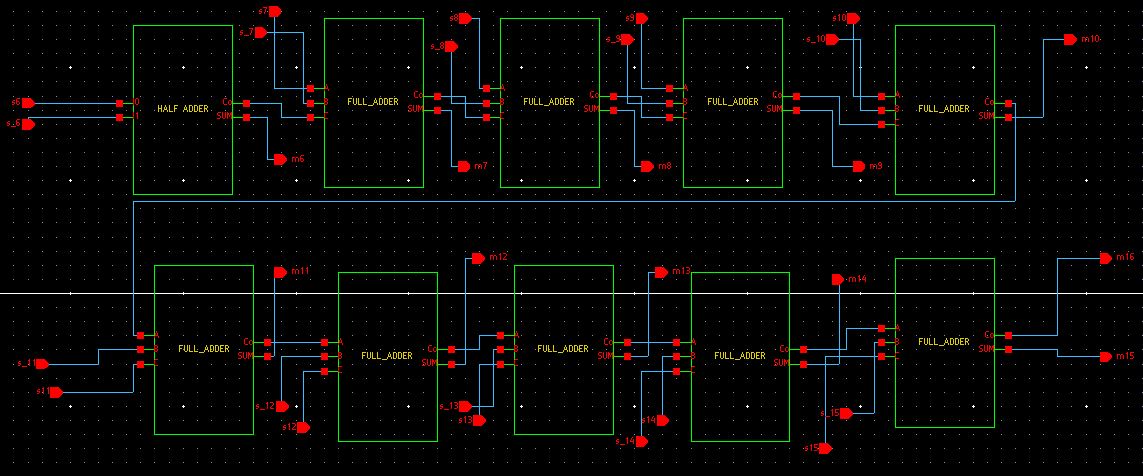 s7
s8
s9
s10
s_7
s_9
s_10
m10
s_8
A
A
A
A
s6
0
Co
B
Co
B
Co
B
Co
B
Co
HALF_ADDER
FULL_ADDER
FULL_ADDER
FULL_ADDER
FULL_ADDER
s_6
1
SUM
SUM
SUM
SUM
SUM
m6
m7
m8
m9
m12
m16
m11
m13
m14
A
A
A
A
A
s_11
B
Co
B
Co
B
Co
B
Co
B
Co
FULL_ADDER
FULL_ADDER
FULL_ADDER
FULL_ADDER
FULL_ADDER
SUM
SUM
SUM
SUM
SUM
m15
s11
s_12
s_13
s_15
s12
s13
s14
s_14
s15